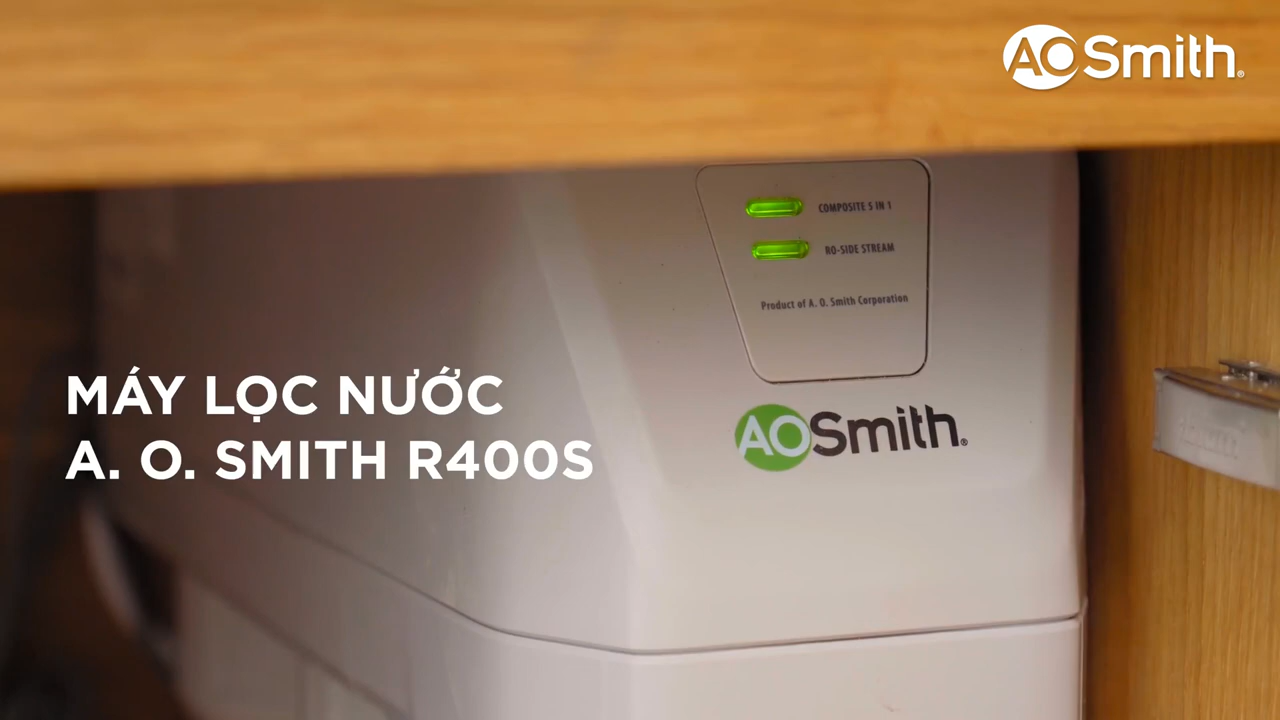 AOSmith®
COMPOSITE 5 IN 1
RO-SIDE STREAM
Product of A. O. Smith Corporation
AOSmith®
MÁY LỌC NƯỚC
A. O. SMITH R400S